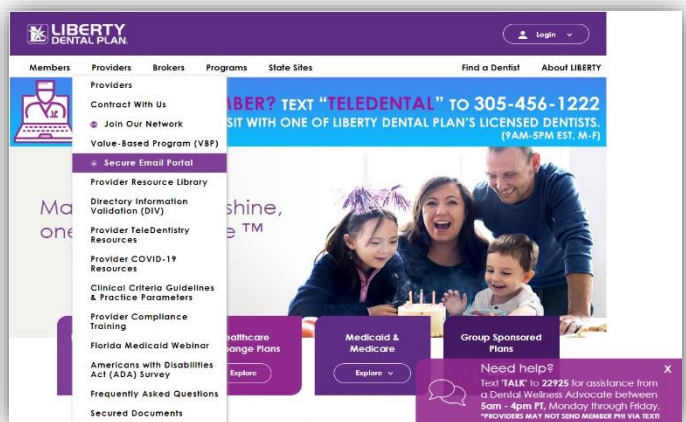 LIBERTY
DENTAL PLAN
Login
Members Providers Brokers Programs State Sites Find a Dentist About LIBERTY
Providers
Contract With Us
Join Our Network
Value-Based Program (VBP)
Secure Email Portal
Provider Resource Library
Directory Information
Validation (DIV)
Provider TeleDentistry
Resources
Provider COVID-19
Resources
Clinical Criteria Guidelines
& Practice Parameters
Provider Compliance
Training
Florida Medicaid Webinar
Americans with Disabilities
Act (ADA) Survey
Frequently Asked Questions
Secured Documents
MBER? TEXT "TELEDENTAL" TO 305-456-1222
SIT WITH ONE OF LIBERTY DENTAL PLAN'S LICENSED DENTISTS.
(9AM-5PM EST, M-F)
Ma shine,
one e ™
althcare
hange Plans
Explore
Medicaid &
Medicare
Explore
Group Sponsored
Plans
Need help? X
Text 'TALK' to 22925 for assistance from
a Dental Wellness Advocate between
5am - 4pm PT, Monday through Friday.
*PROVIDERS MAY NOT SEND MEMBER PHI VIA TEXT!